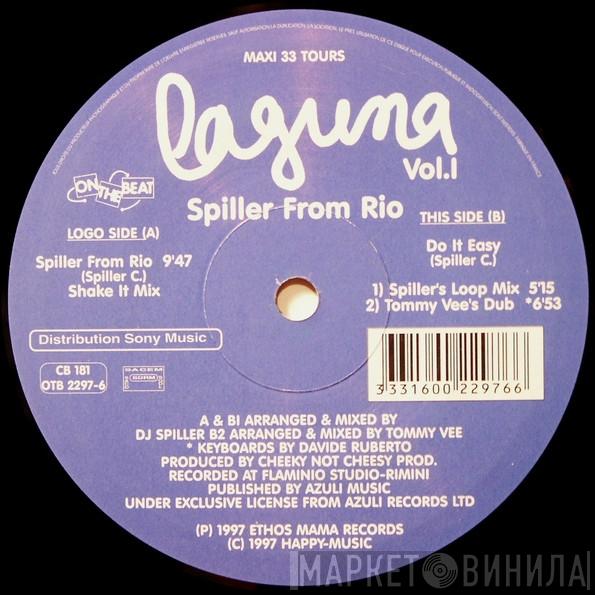 MAXI 33 TOURS
laguna
Vol.I
Spiller From Rio
ON THE BEAT
LOGO SIDE (A)
Spiller From Rio 9'47
(Spiller C.)
Shake It Mix
THIS SIDE (B)
Do It Easy
(Spiller C.)
1) Spiller's Loop Mix 5'15
2) Tommy Vee's Dub *6'53
Distribution Sony Music
CB 181
OTB 2297-6
SACEM
SDRM
3 331600 229766
A & B1 ARRANGED & MIXED BY
DJ SPILLER B2 ARRANGED & MIXED BY TOMMY VEE
* KEYBOARDS BY DAVIDE RUBERTO
PRODUCED BY CHEEKY NOT CHEESY PROD.
RECORDED AT FLAMINIO STUDIO-RIMINI
PUBLISHED BY AZULI MUSIC
UNDER EXCLUSIVE LICENSE FROM AZULI RECORDS LTD
(P) 1997 ETHOS MAMA RECORDS
(C) 1997 HAPPY-MUSIC
МАРКЕТ ВИНИЛА